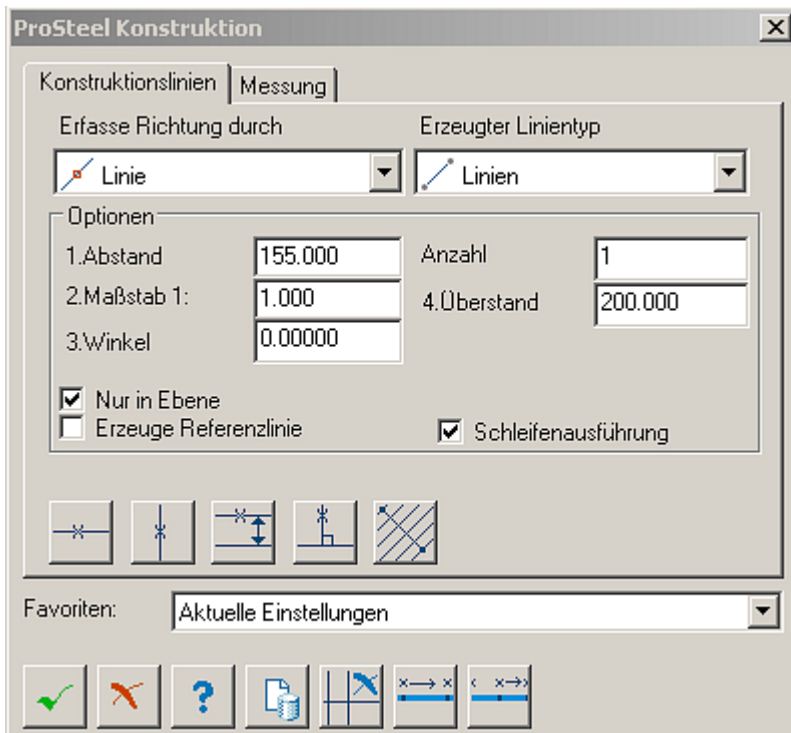 ProSteel Konstruktion
Konstruktionslinien
Messung
Erfasse Richtung durch
Erzeugter Linientyp
Linie
Linien
Optionen
1.Abstand
155.000
Anzahl
1
2.Maßstab 1:
1.000
4.Überstand
200.000
3.Winkel
0.00000
Nur in Ebene
Erzeuge Referenzlinie
Schleifenausführung
Favoriten:
Aktuelle Einstellungen